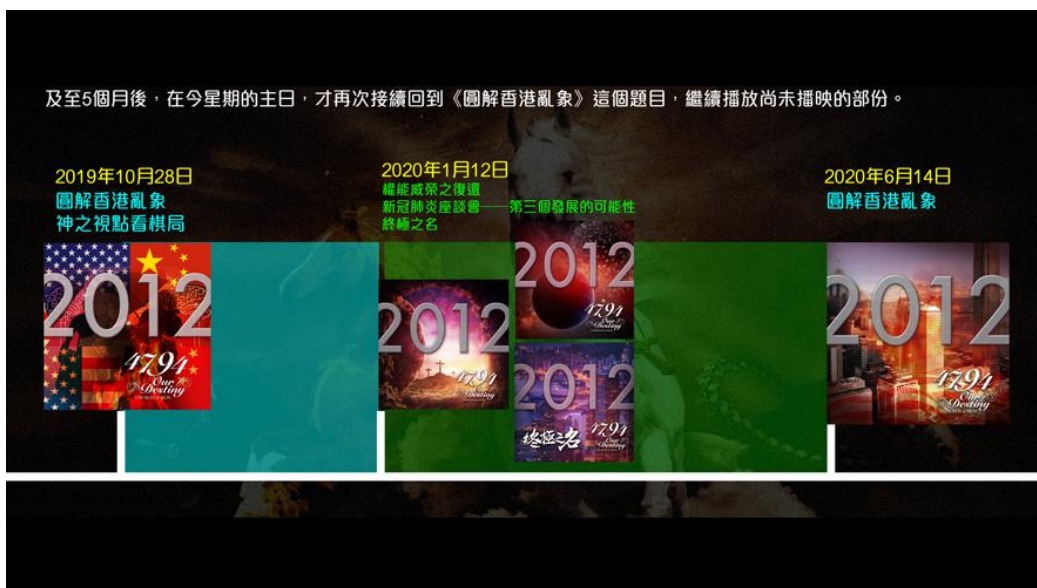 及至5個月後，在今星期的主日，才再次接續回到《圓解香港亂象》這個題目，繼續播放尚未播映的部份。
2019年10月28日
圓解香港亂象
神之視點看棋局
2020年1月12日
權能威榮之復還
新冠肺炎座談會——第三個發展的可能性
終極之名
2020年6月14日
圓解香港亂象
2012
4794
Our
Destiny
2012
4794
Our
Destiny
2012
4794
Our
Destiny
2012
終極之名
4794
Our
Destiny
2012
4794
Our
Destiny